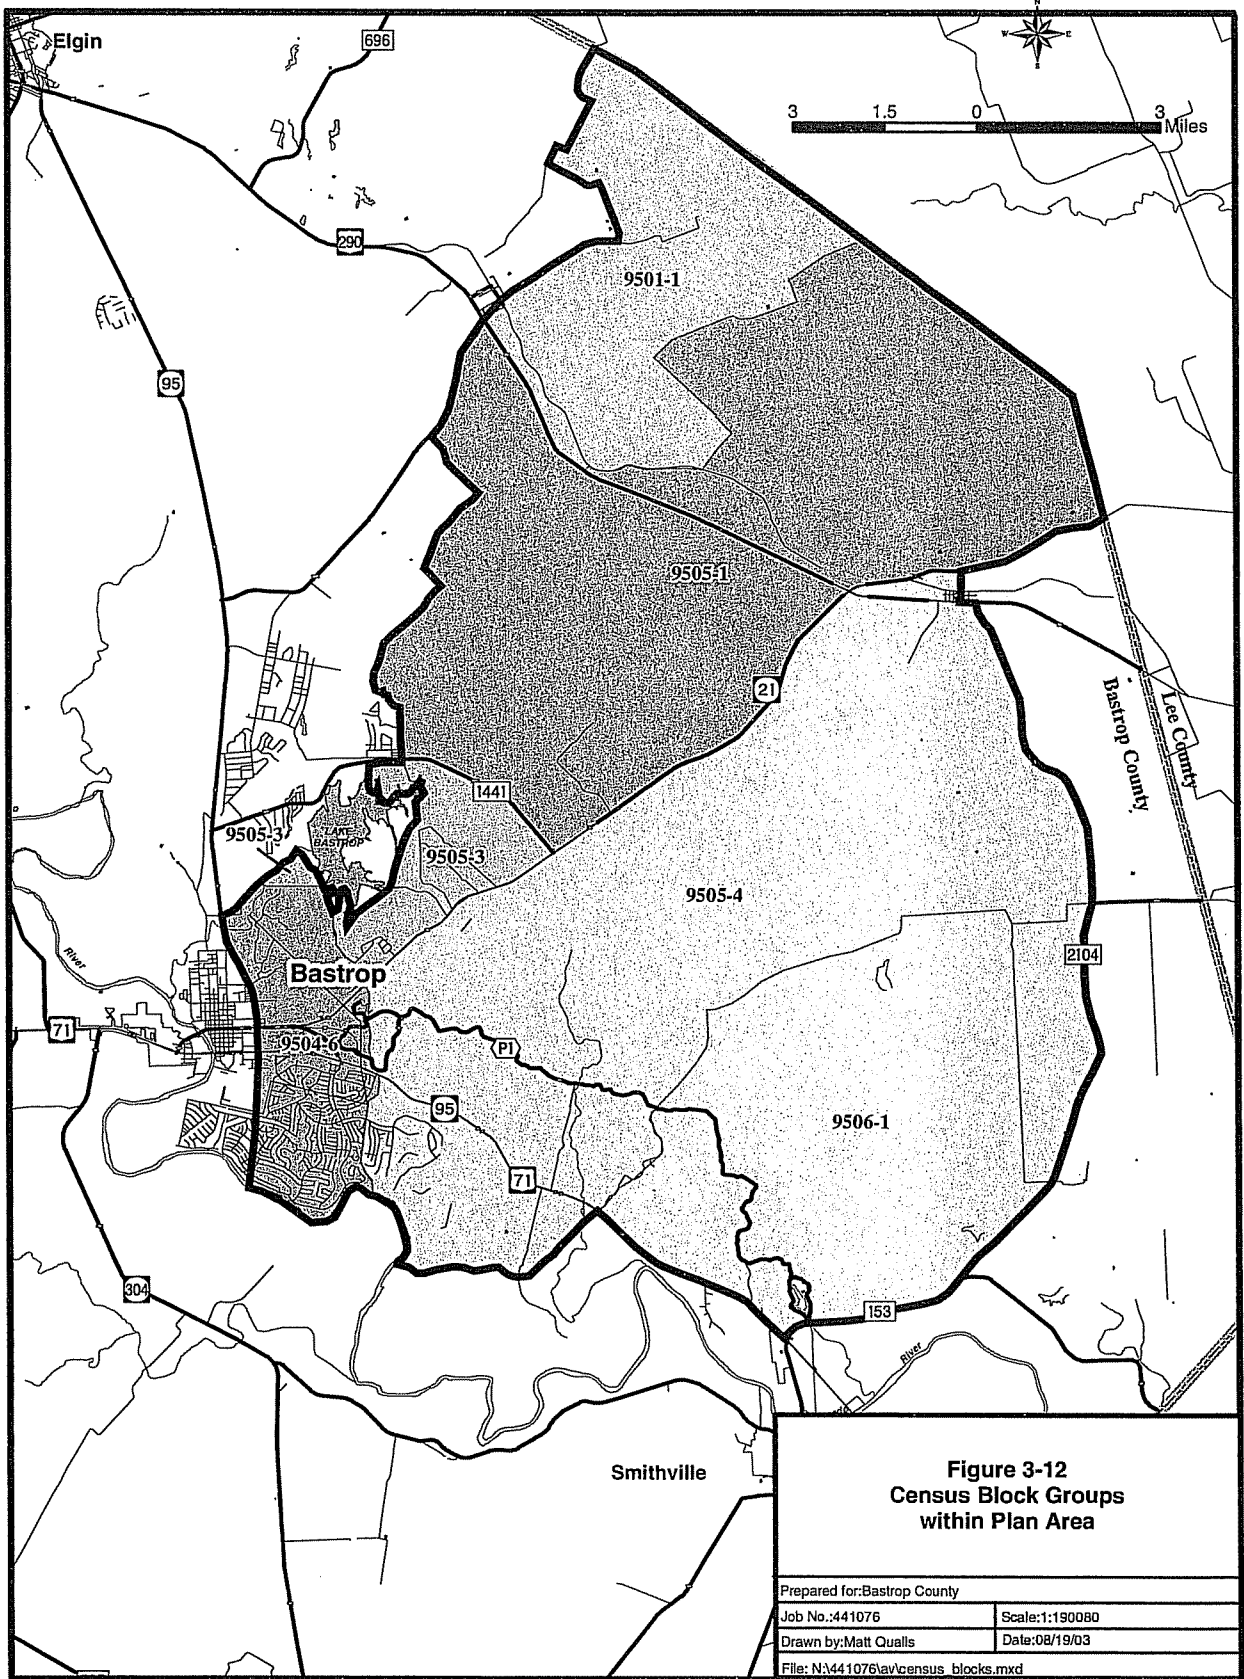 N
W E
S
Elgin
696
3 1.5 0 3
Miles
290
9501-1
95
9505-1
21
Bastrop County
Lee County
1441
9505-3
LAKE
BASTROP
9505-3
9505-4
2104
River
Bastrop
71
9504-6
P1
95
9506-1
71
304
153
River
Smithville
Figure 3-12
Census Block Groups
within Plan Area
Prepared for:Bastrop County
Job No.:441076
Scale:1:190080
Drawn by:Matt Qualls
Date:08/19/03
File: N:\441076\av\census_blocks.mxd